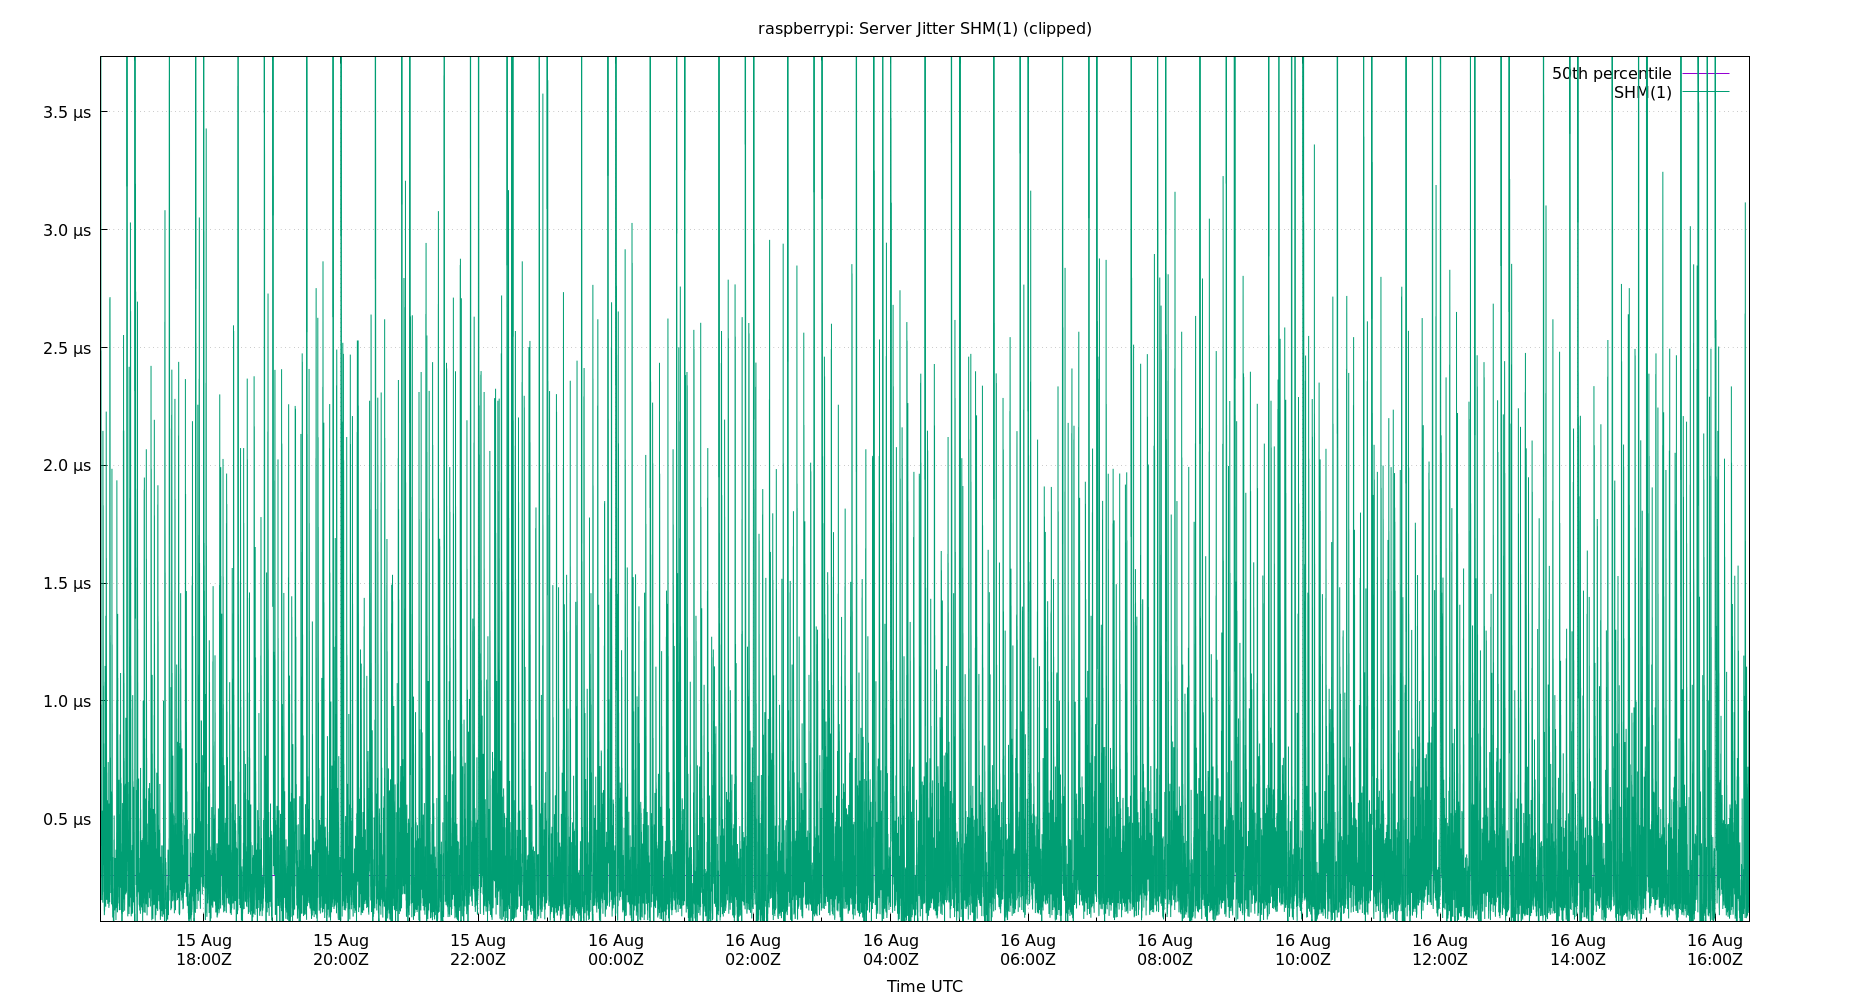 raspberrypi: Server Jitter SHM(1) (clipped)
50th percentile
SHM(1)
3.5 µs
3.0 µs
2.5 µs
2.0 µs
1.5 µs
1.0 µs
0.5 µs
15 Aug 15 Aug 15 Aug 16 Aug 16 Aug 16 Aug 16 Aug 16 Aug 16 Aug 16 Aug 16 Aug 16 Aug
18:00Z 20:00Z 22:00Z 00:00Z 02:00Z 04:00Z 06:00Z 08:00Z 10:00Z 12:00Z 14:00Z 16:00Z
Time UTC